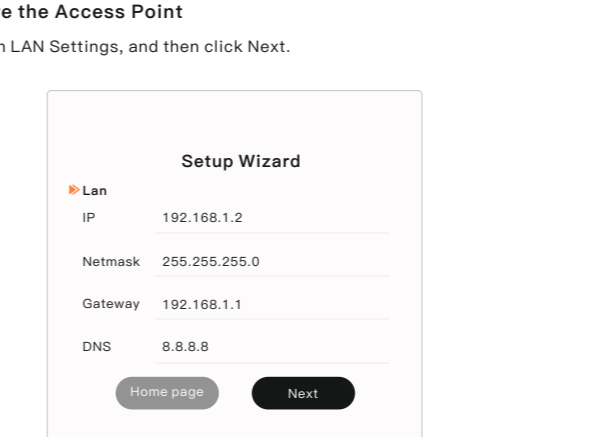 the Access Point
LAN Settings, and then click Next.
Setup Wizard
Lan
IP 192.168.1.2
Netmask 255.255.255.0
Gateway 192.168.1.1
DNS 8.8.8.8
Home page Next